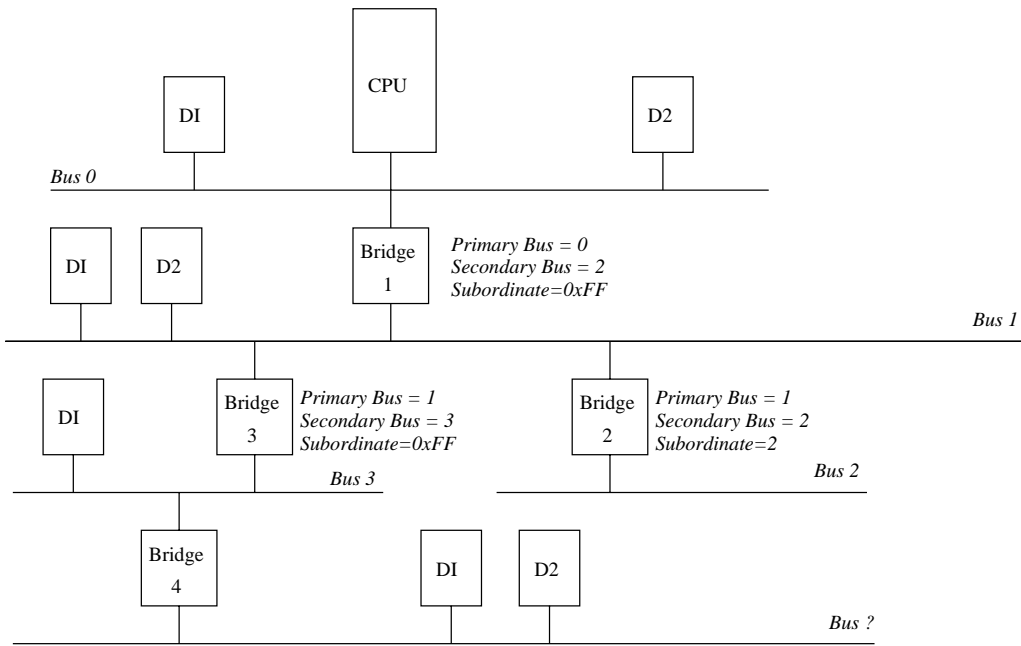 CPU
DI
D2
Bus 0
DI
D2
Bridge
1
Primary Bus = 0
Secondary Bus = 2
Subordinate=0xFF
Bus 1
DI
Bridge
3
Primary Bus = 1
Secondary Bus = 3
Subordinate=0xFF
Bridge
2
Primary Bus = 1
Secondary Bus = 2
Subordinate=2
Bus 3
Bus 2
Bridge
4
DI
D2
Bus ?